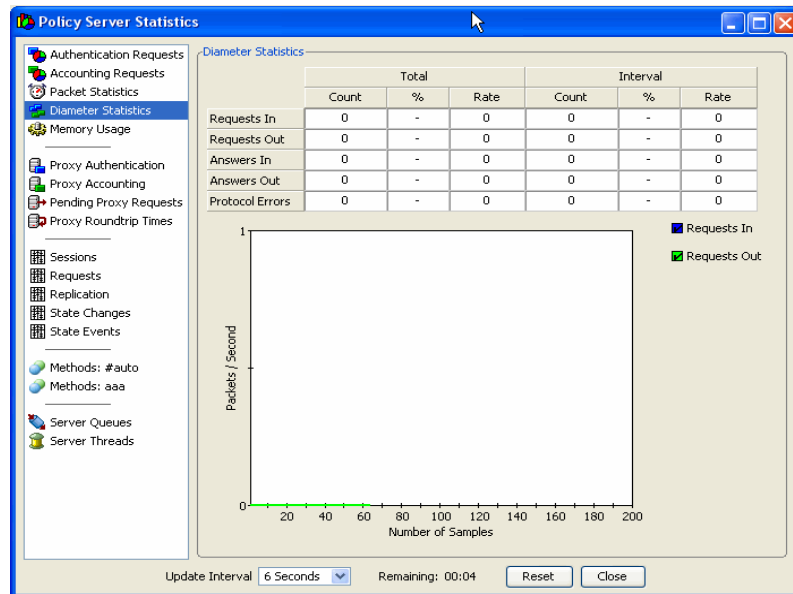 Policy Server Statistics
Authentication Requests
Accounting Requests
Packet Statistics
Diameter Statistics
Memory Usage
Proxy Authentication
Proxy Accounting
Pending Proxy Requests
Proxy Roundtrip Times
Sessions
Requests
Replication
State Changes
State Events
Methods: #auto
Methods: aaa
Server Queues
Server Threads
Diameter Statistics
Total Interval
Count % Rate Count % Rate
Requests In 0 - 0 0 - 0
Requests Out 0 - 0 0 - 0
Answers In 0 - 0 0 - 0
Answers Out 0 - 0 0 - 0
Protocol Errors 0 - 0 0 - 0
Requests In
Requests Out
1
Packets / Second
0
20 40 60 80 100 120 140 160 180 200
Number of Samples
Update Interval 6 Seconds Remaining: 00:04 Reset Close